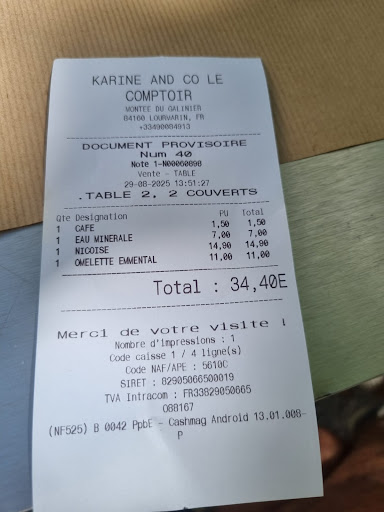 KARINE AND CO LE
COMPTOIR
MONTEE DU GALINIER
84160 LOURMARIN, FR
+33490084913
DOCUMENT PROVISOIRE
Num 40
Note 1-N00060890
Vente - TABLE
29-08-2025 13:51:27
.TABLE 2, 2 COUVERTS
Qte Designation PU Total
1 CAFE 1,50 1,50
1 EAU MINERALE 7,00 7,00
1 NICOISE 14,90 14,90
1 OMELETTE EMMENTAL 11,00 11,00
Total : 34,40E
Merci de votre visite !
Nombre d'impressions : 1
Code caisse 1 / 4 ligne(s)
Code NAF/APE : 5610C
SIRET : 82905066500019
TVA Intracom : FR33829050665
088167
(NF525) B 0042 PpbE - Cashmag Android 13.01.008-
P